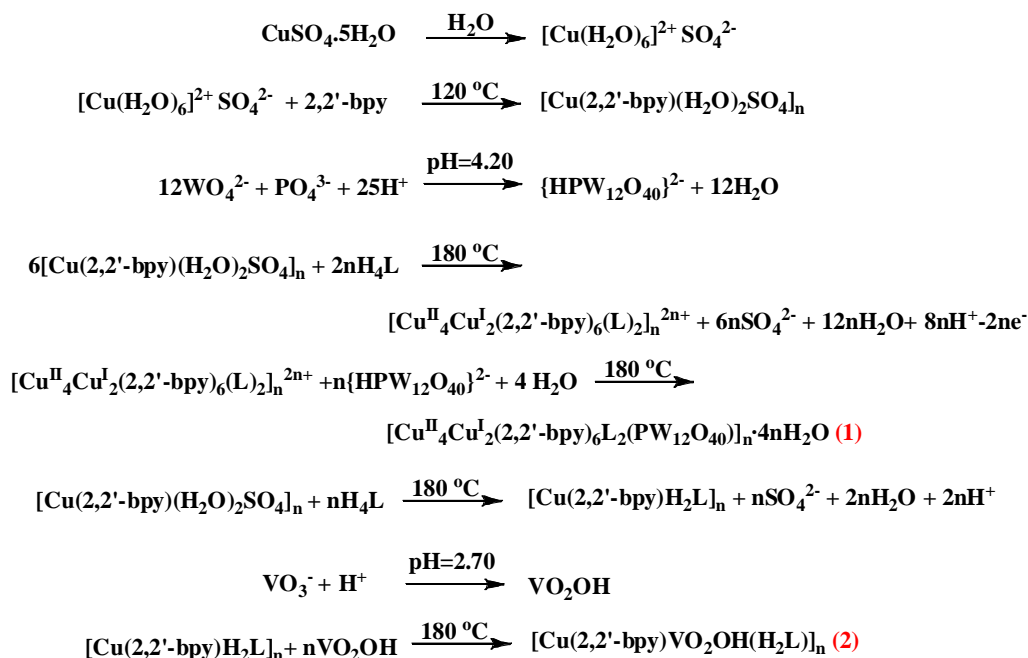 CuSO₄.5H₂O H₂O [Cu(H₂O)₆]²⁺ SO₄²⁻
[Cu(H₂O)₆]²⁺ SO₄²⁻ + 2,2'-bpy 120 °C [Cu(2,2'-bpy)(H₂O)₂SO₄]ₙ
12WO₄²⁻ + PO₄³⁻ + 25H⁺ pH=4.20 {HPW₁₂O₄₀}²⁻ + 12H₂O
6[Cu(2,2'-bpy)(H₂O)₂SO₄]ₙ + 2nH₄L 180 °C
[Cuᴵᴵ₄Cuᴵ₂(2,2'-bpy)₆(L)₂]ₙ²ⁿ⁺ + 6nSO₄²⁻ + 12nH₂O+ 8nH⁺-2ne⁻
[Cuᴵᴵ₄Cuᴵ₂(2,2'-bpy)₆(L)₂]ₙ²ⁿ⁺ +n{HPW₁₂O₄₀}²⁻ + 4 H₂O 180 °C
[Cuᴵᴵ₄Cuᴵ₂(2,2'-bpy)₆L₂(PW₁₂O₄₀)]ₙ·4nH₂O (1)
[Cu(2,2'-bpy)(H₂O)₂SO₄]ₙ + nH₄L 180 °C [Cu(2,2'-bpy)H₂L]ₙ + nSO₄²⁻ + 2nH₂O + 2nH⁺
VO₃⁻ + H⁺ pH=2.70 VO₂OH
[Cu(2,2'-bpy)H₂L]ₙ+ nVO₂OH 180 °C [Cu(2,2'-bpy)VO₂OH(H₂L)]ₙ (2)